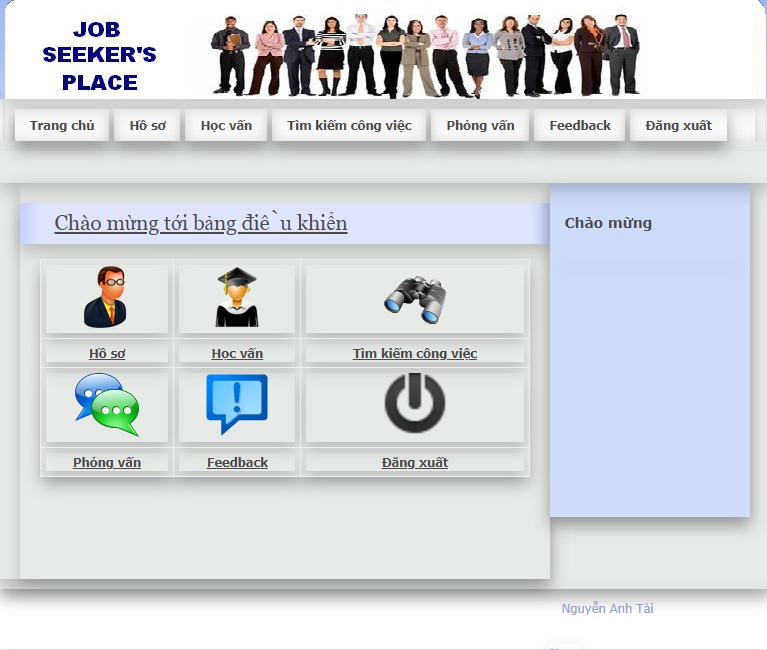 JOB
SEEKER'S
PLACE
Trang chủ Hồ sơ Học vấn Tìm kiếm công việc Phỏng vấn Feedback Đăng xuất
Chào mừng tới bảng điều khiển
Chào mừng
Hồ sơ Học vấn Tìm kiếm công việc
Phỏng vấn Feedback Đăng xuất
Nguyễn Anh Tài